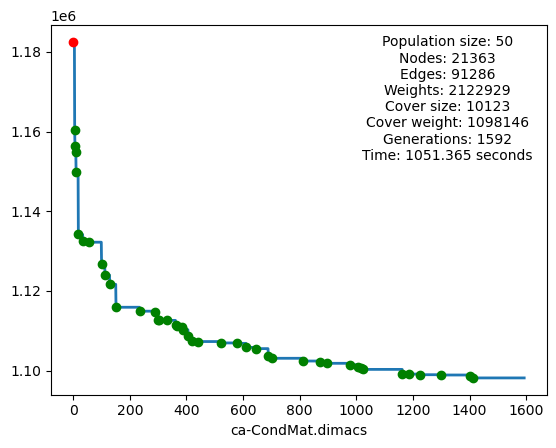 1e6
Population size: 50
Nodes: 21363
Edges: 91286
Weights: 2122929
Cover size: 10123
Cover weight: 1098146
Generations: 1592
Time: 1051.365 seconds
1.18
1.16
1.14
1.12
1.10
0 200 400 600 800 1000 1200 1400 1600
ca-CondMat.dimacs